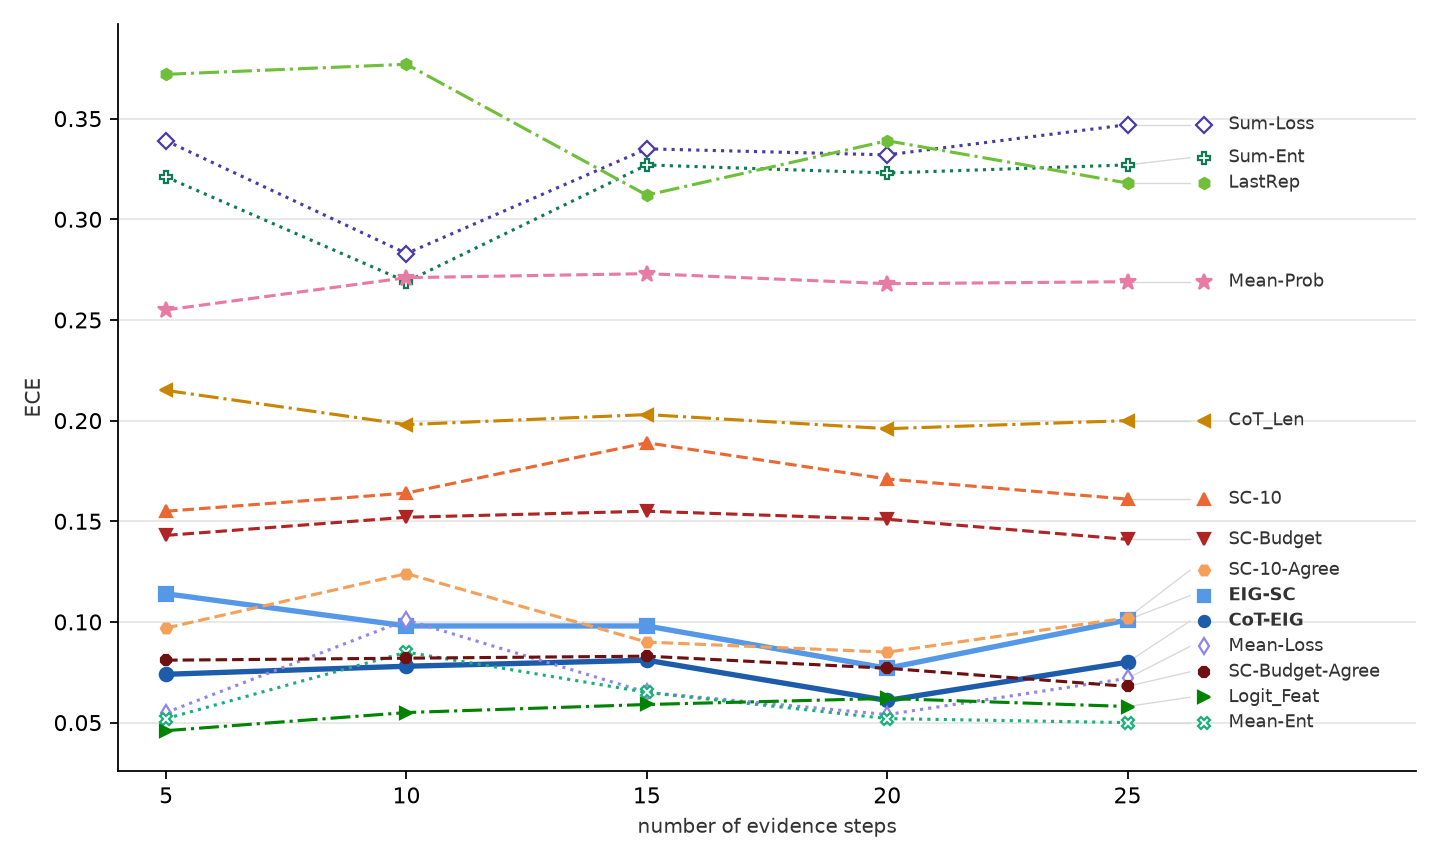 0.35
0.30
0.25
0.20
0.15
0.10
0.05
ECE
5
10
15
20
25
number of evidence steps
Sum-Loss
Sum-Ent
LastRep
Mean-Prob
CoT_Len
SC-10
SC-Budget
SC-10-Agree
EIG-SC
CoT-EIG
Mean-Loss
SC-Budget-Agree
Logit_Feat
Mean-Ent